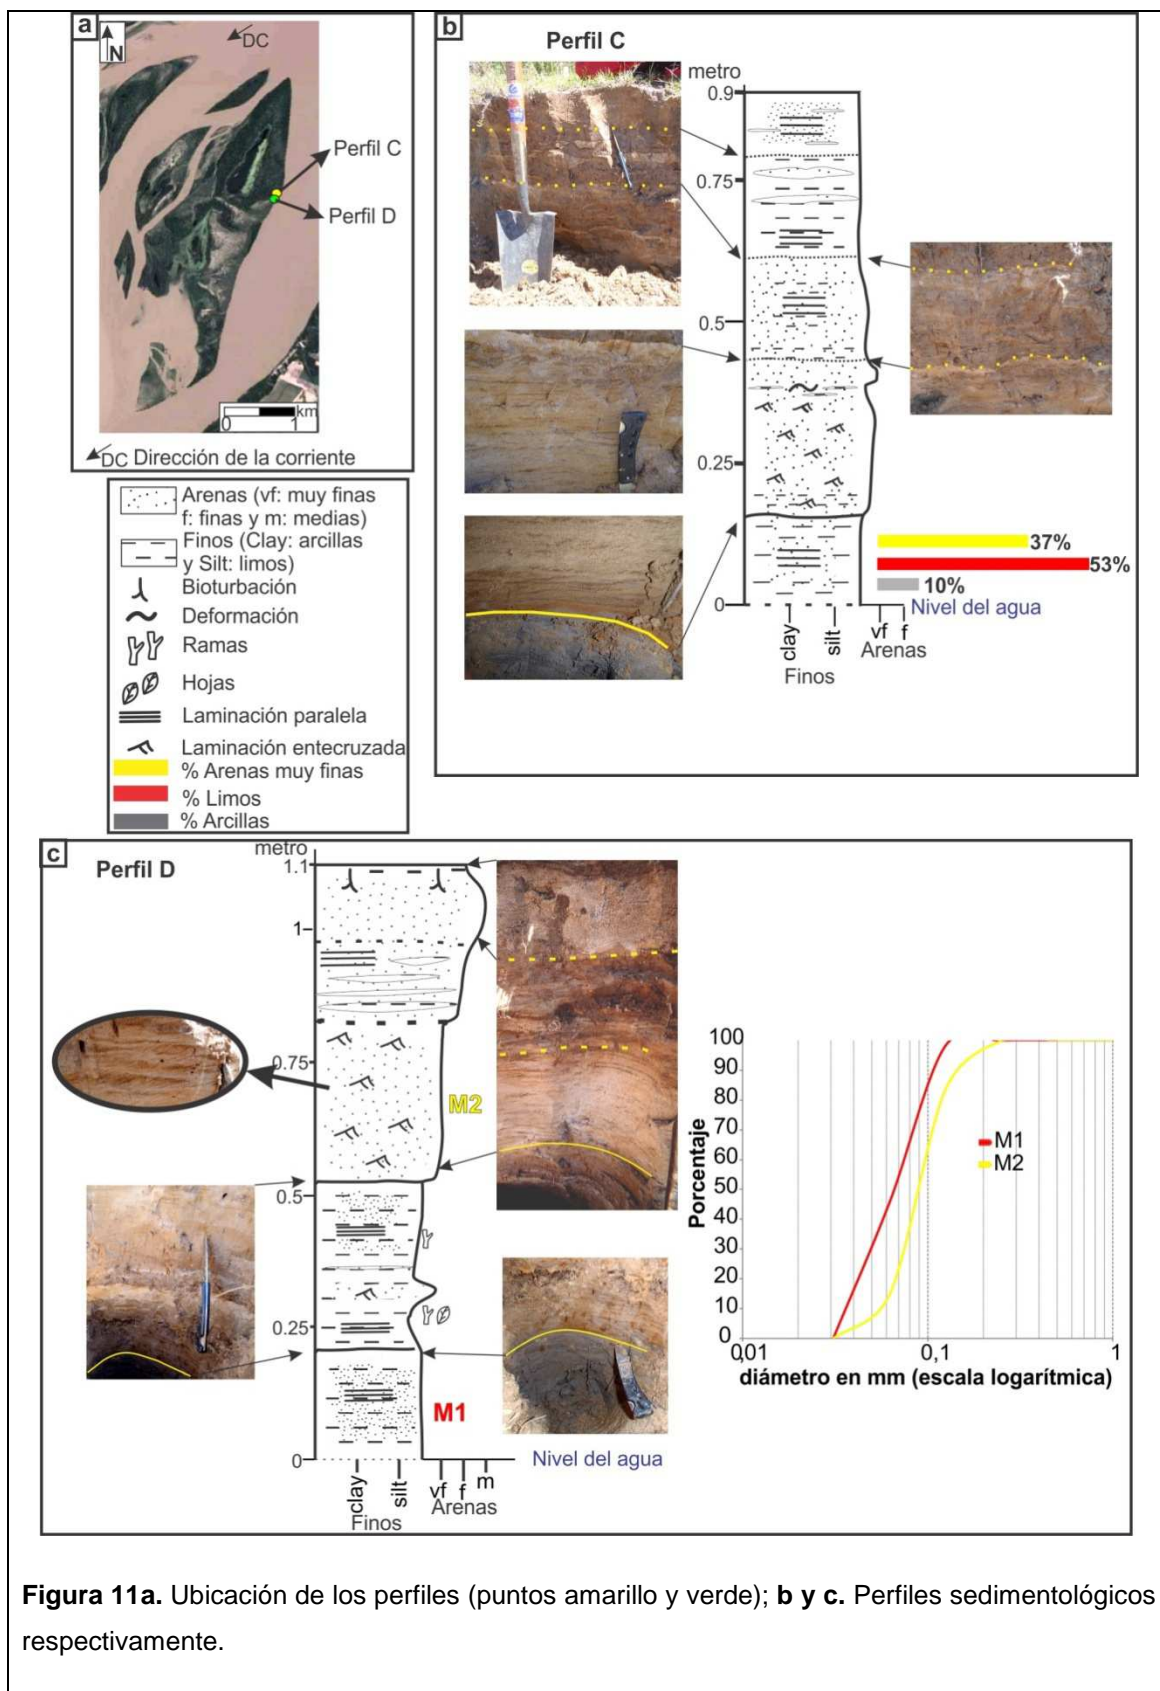 a
N
DC
Perfil C
Perfil D
km
0 1
DC Dirección de la corriente
Arenas (vf: muy finas
f: finas y m: medias)
Finos (Clay: arcillas
y Silt: limos)
Bioturbación
Deformación
Ramas
Hojas
Laminación paralela
Laminación entecruzada
% Arenas muy finas
% Limos
% Arcillas
b
Perfil C
metro
0.9
0.75
0.5
0.25
0
37%
53%
10%
Nivel del agua
clay
silt
vf
f
Arenas
Finos
c
Perfil D
metro
1.1
1
0.75
0.5
0.25
0
M2
M1
Nivel del agua
clay
silt
vf
f
m
Arenas
Finos
Porcentaje
100
90
80
70
60
50
40
30
20
10
0
M1
M2
0,01 0,1 1
diámetro en mm (escala logarítmica)
Figura 11a. Ubicación de los perfiles (puntos amarillo y verde); b y c. Perfiles sedimentológicos
respectivamente.